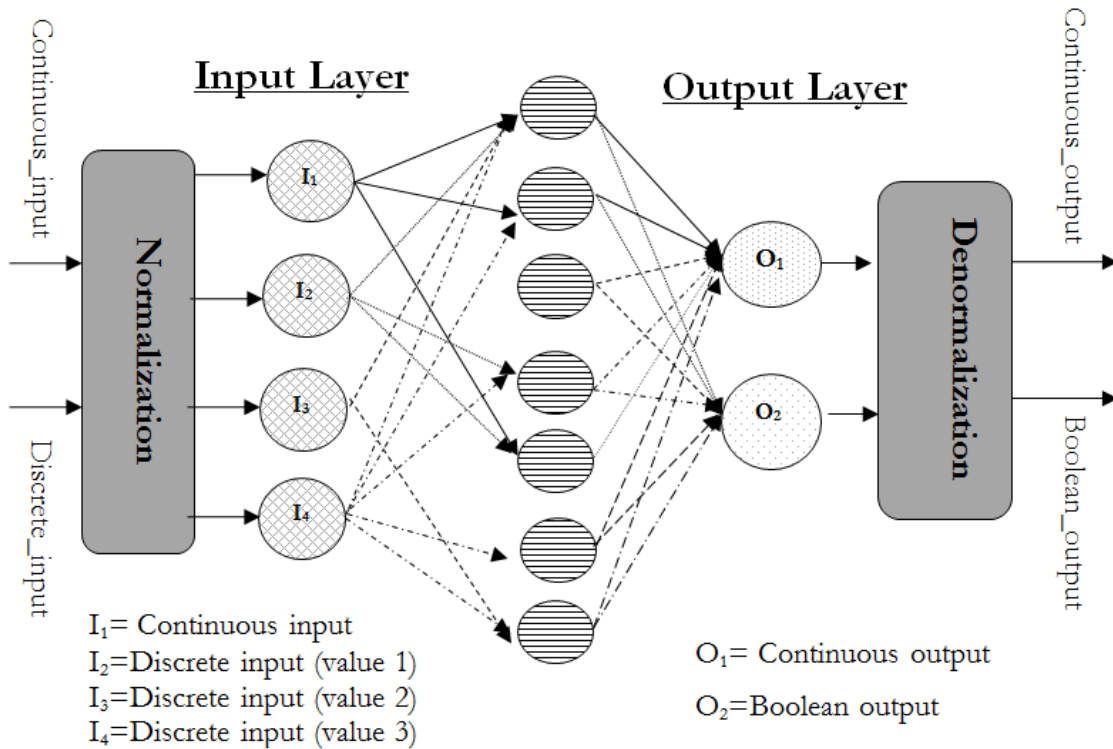 Continuous_input
Input Layer
Output Layer
Continuous_output
Normalization
I₁
I₂
I₃
I₄
O₁
O₂
Denormalization
Discrete_input
Boolean_output
I₁= Continuous input
I₂=Discrete input (value 1)
I₃=Discrete input (value 2)
I₄=Discrete input (value 3)
O₁= Continuous output
O₂=Boolean output